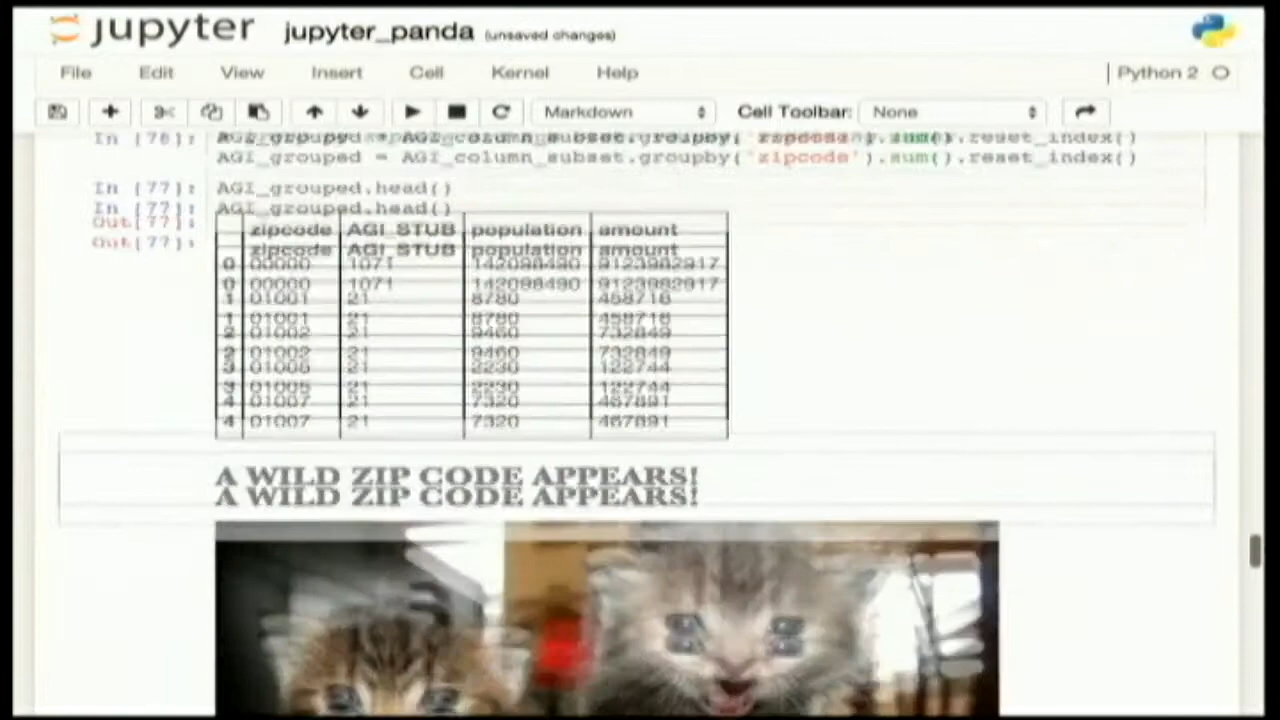 jupyter jupyter_panda (unsaved changes)
File Edit View Insert Cell Kernel Help Python 2
Markdown Cell Toolbar: None
In [76]: AGI_grouped = AGI_column_subset.groupby('zipcode').sum().reset_index()
In [77]: AGI_grouped.head()
Out[77]:
zipcode AGI_STUB population amount
0 00000 1071 142098490 9123982917
1 01001 21 8780 458716
2 01002 21 9460 732849
3 01005 21 2230 122744
4 01007 21 7320 467891
A WILD ZIP CODE APPEARS!